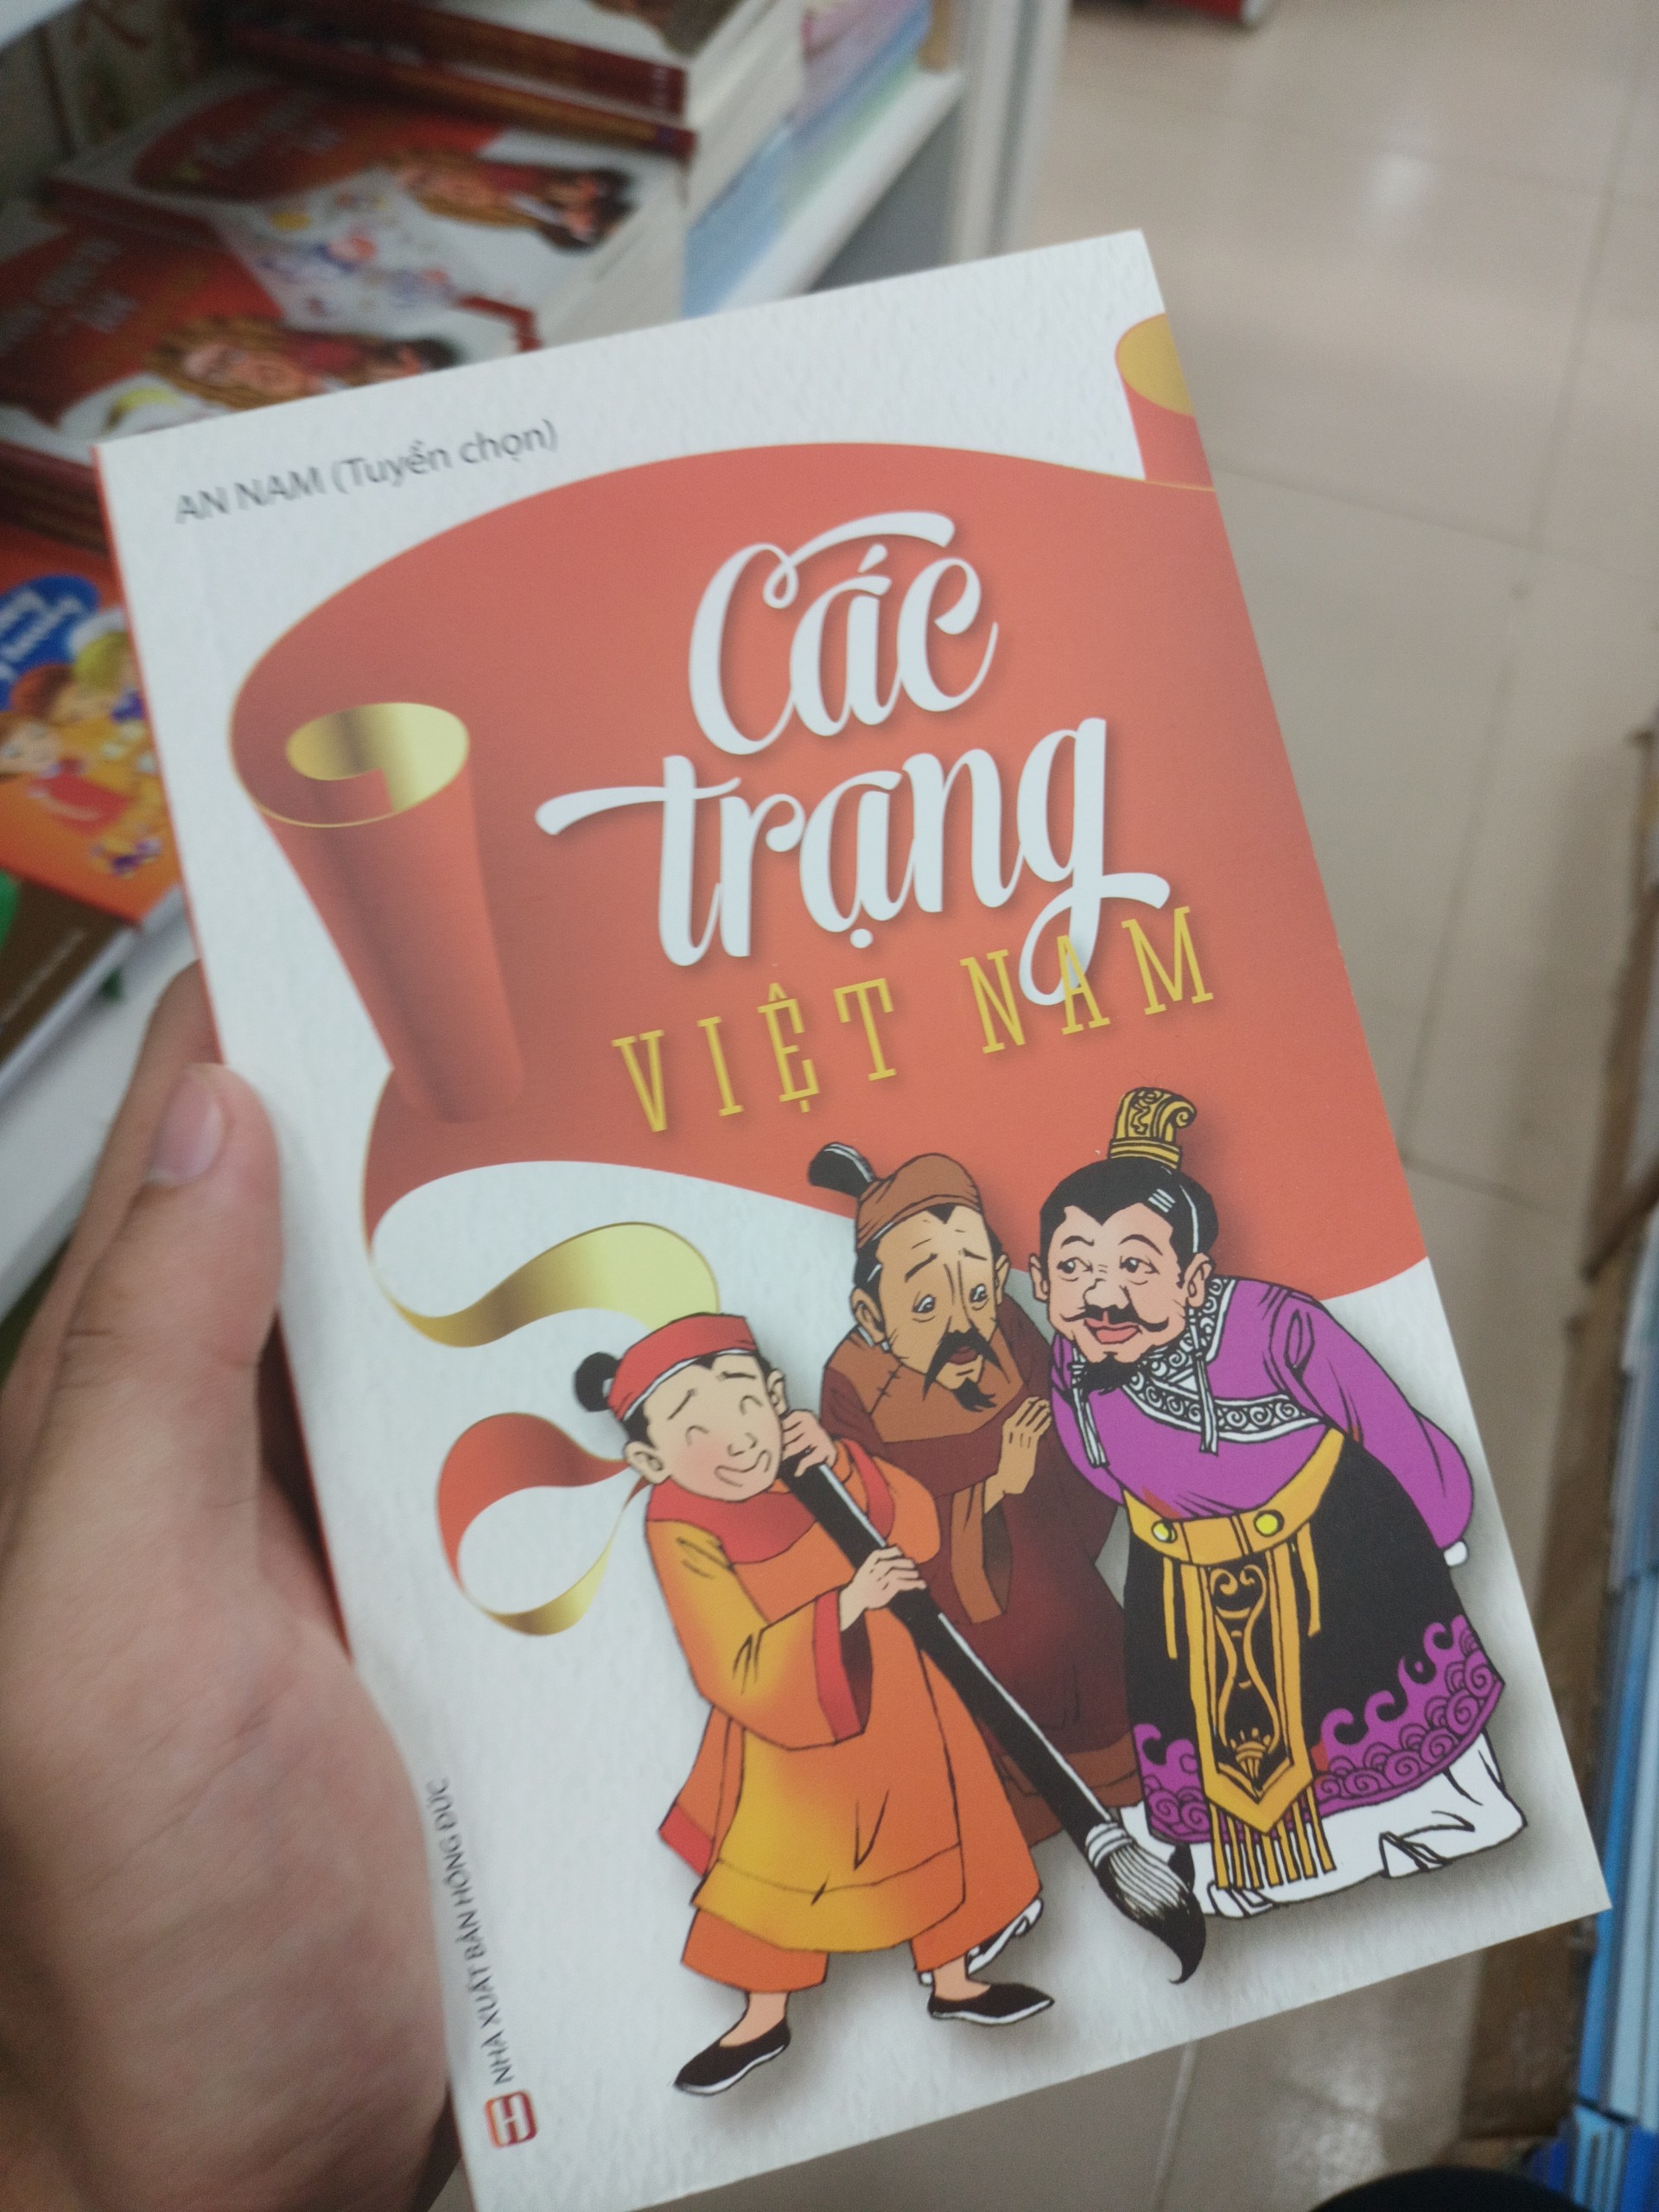 AN NAM (Tuyển chọn)
Các
trạng
VIỆT NAM
NHÀ XUẤT BẢN HỒNG ĐỨC